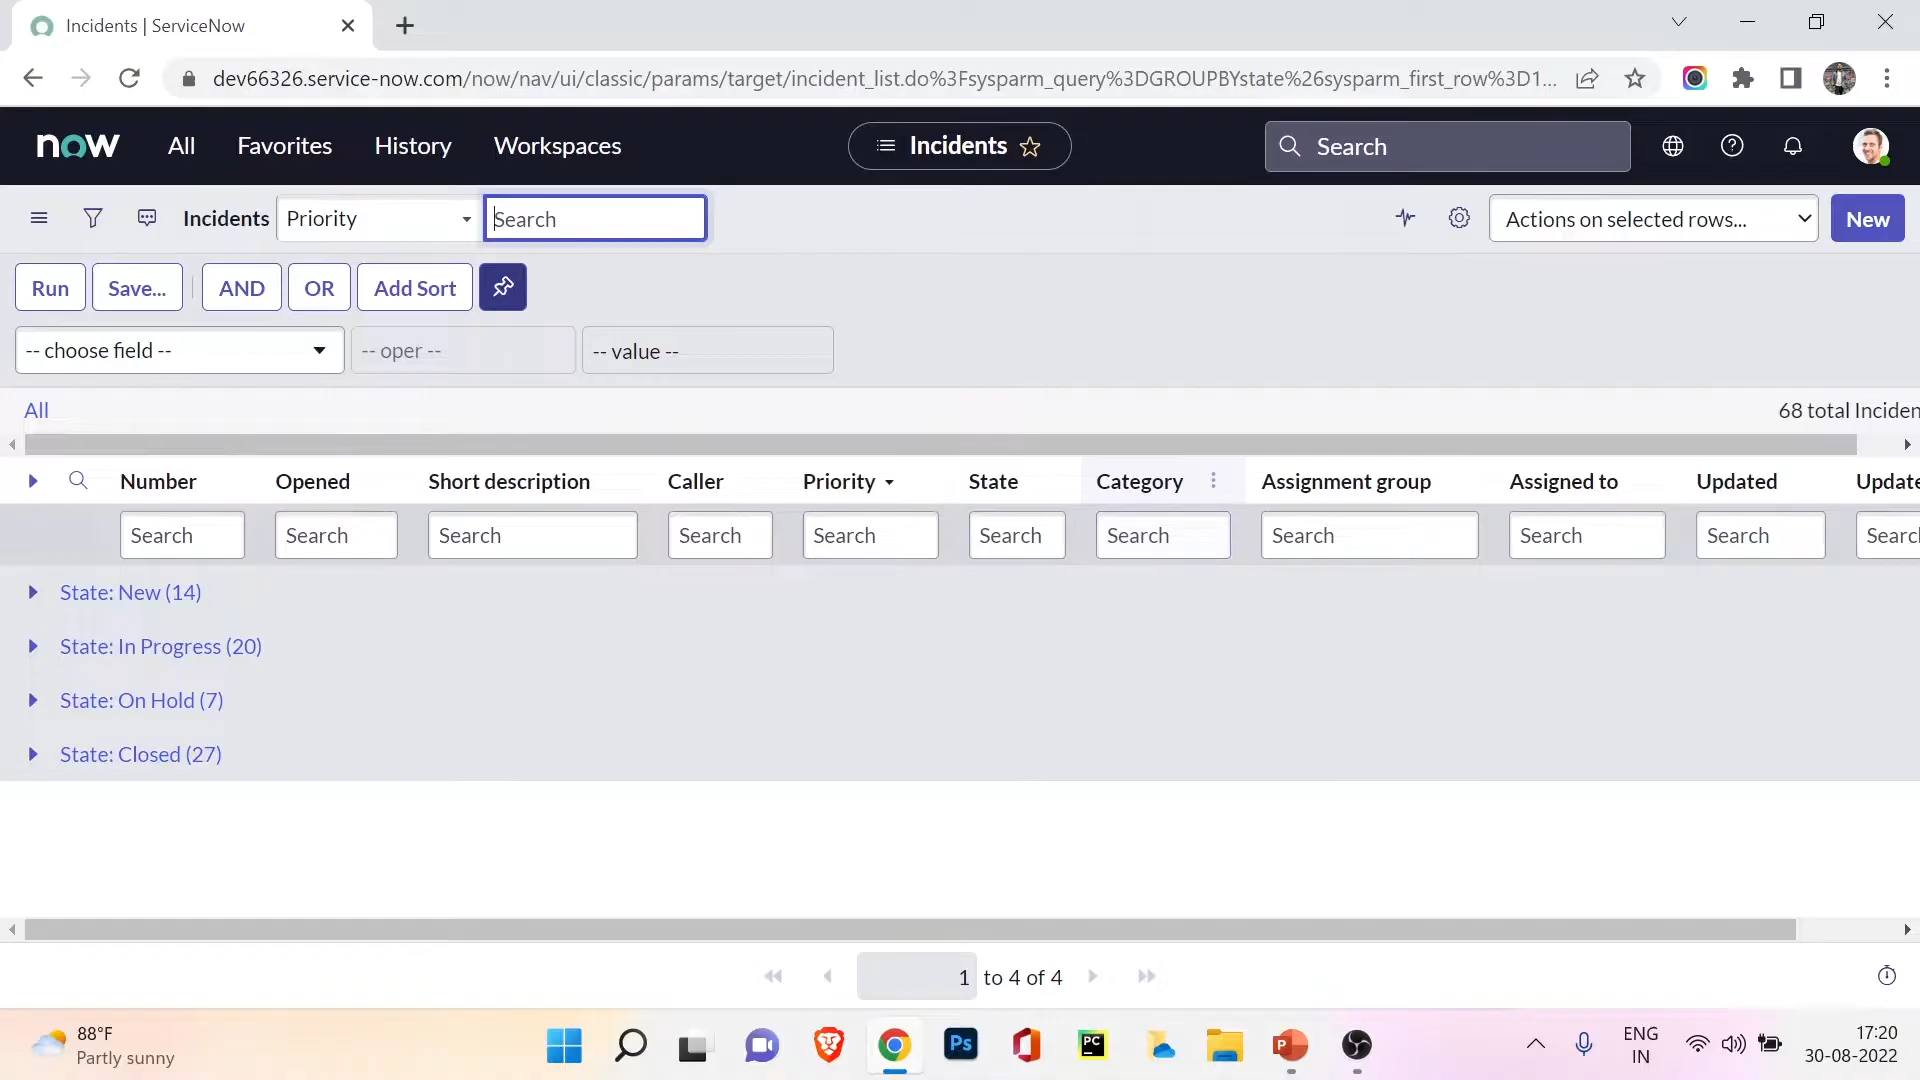 Incidents | ServiceNow
dev66326.service-now.com/now/nav/ui/classic/params/target/incident_list.do%3Fsysparm_query%3DGROUPBYstate%26sysparm_first_row%3D1...
now All Favorites History Workspaces Incidents Search
Incidents Priority Search Actions on selected rows... New
Run Save... AND OR Add Sort
-- choose field -- -- oper -- -- value --
All 68 total Inciden
Number Opened Short description Caller Priority State Category Assignment group Assigned to Updated Update
Search Search Search Search Search Search Search Search Search Search Searc
State: New (14)
State: In Progress (20)
State: On Hold (7)
State: Closed (27)
1 to 4 of 4
88°F
Partly sunny
Ps
PC
P
ENG
IN
17:20
30-08-2022